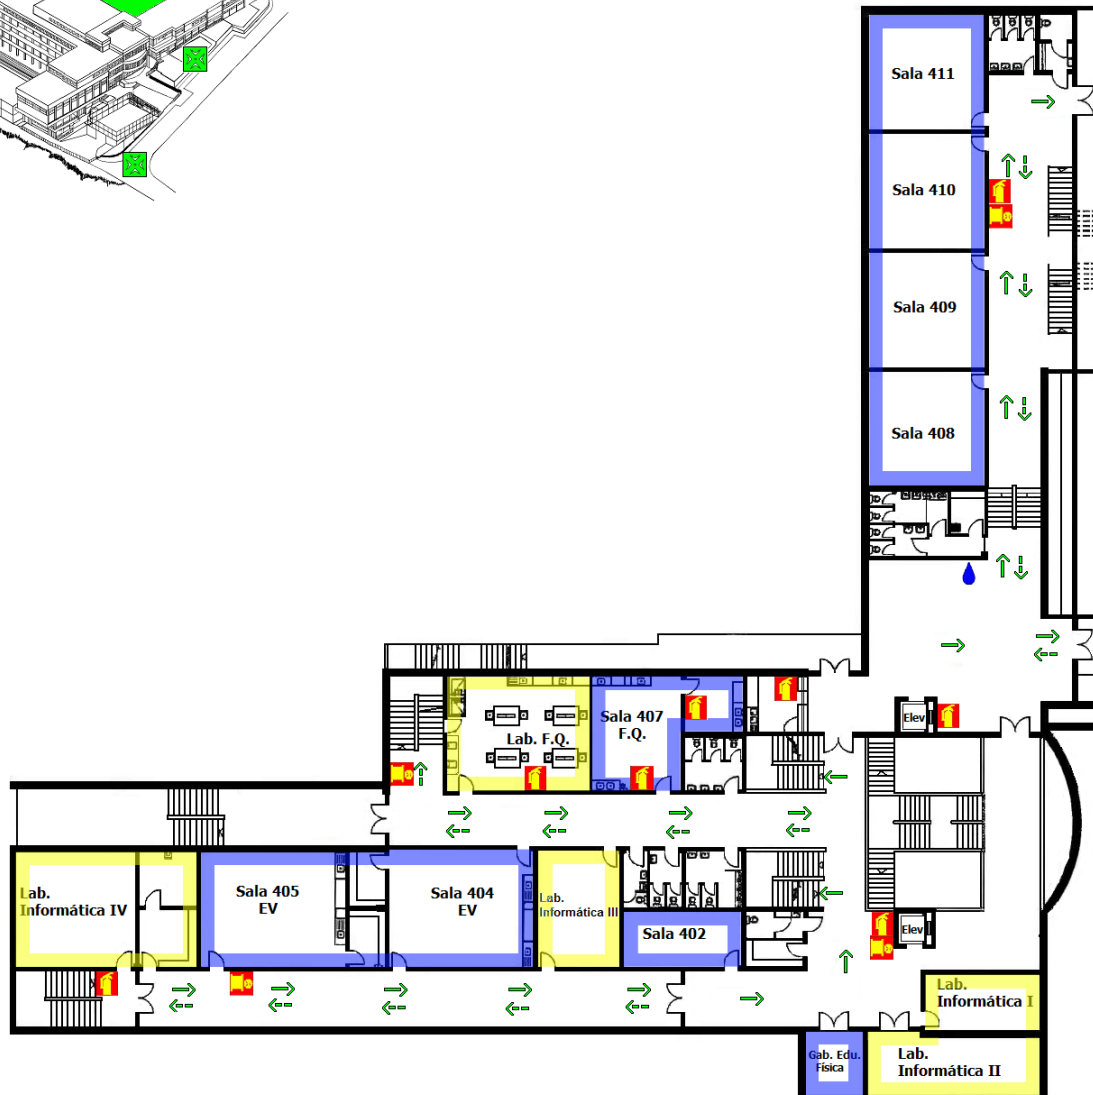 Sala 411
Sala 410
Sala 409
Sala 408
Sala 407
F.Q.
Lab. F.Q.
Elev
Lab.
Informática IV
Sala 405
EV
Sala 404
EV
Lab.
Informática III
Sala 402
Elev
Lab.
Informática I
Gab. Edu.
Física
Lab.
Informática II